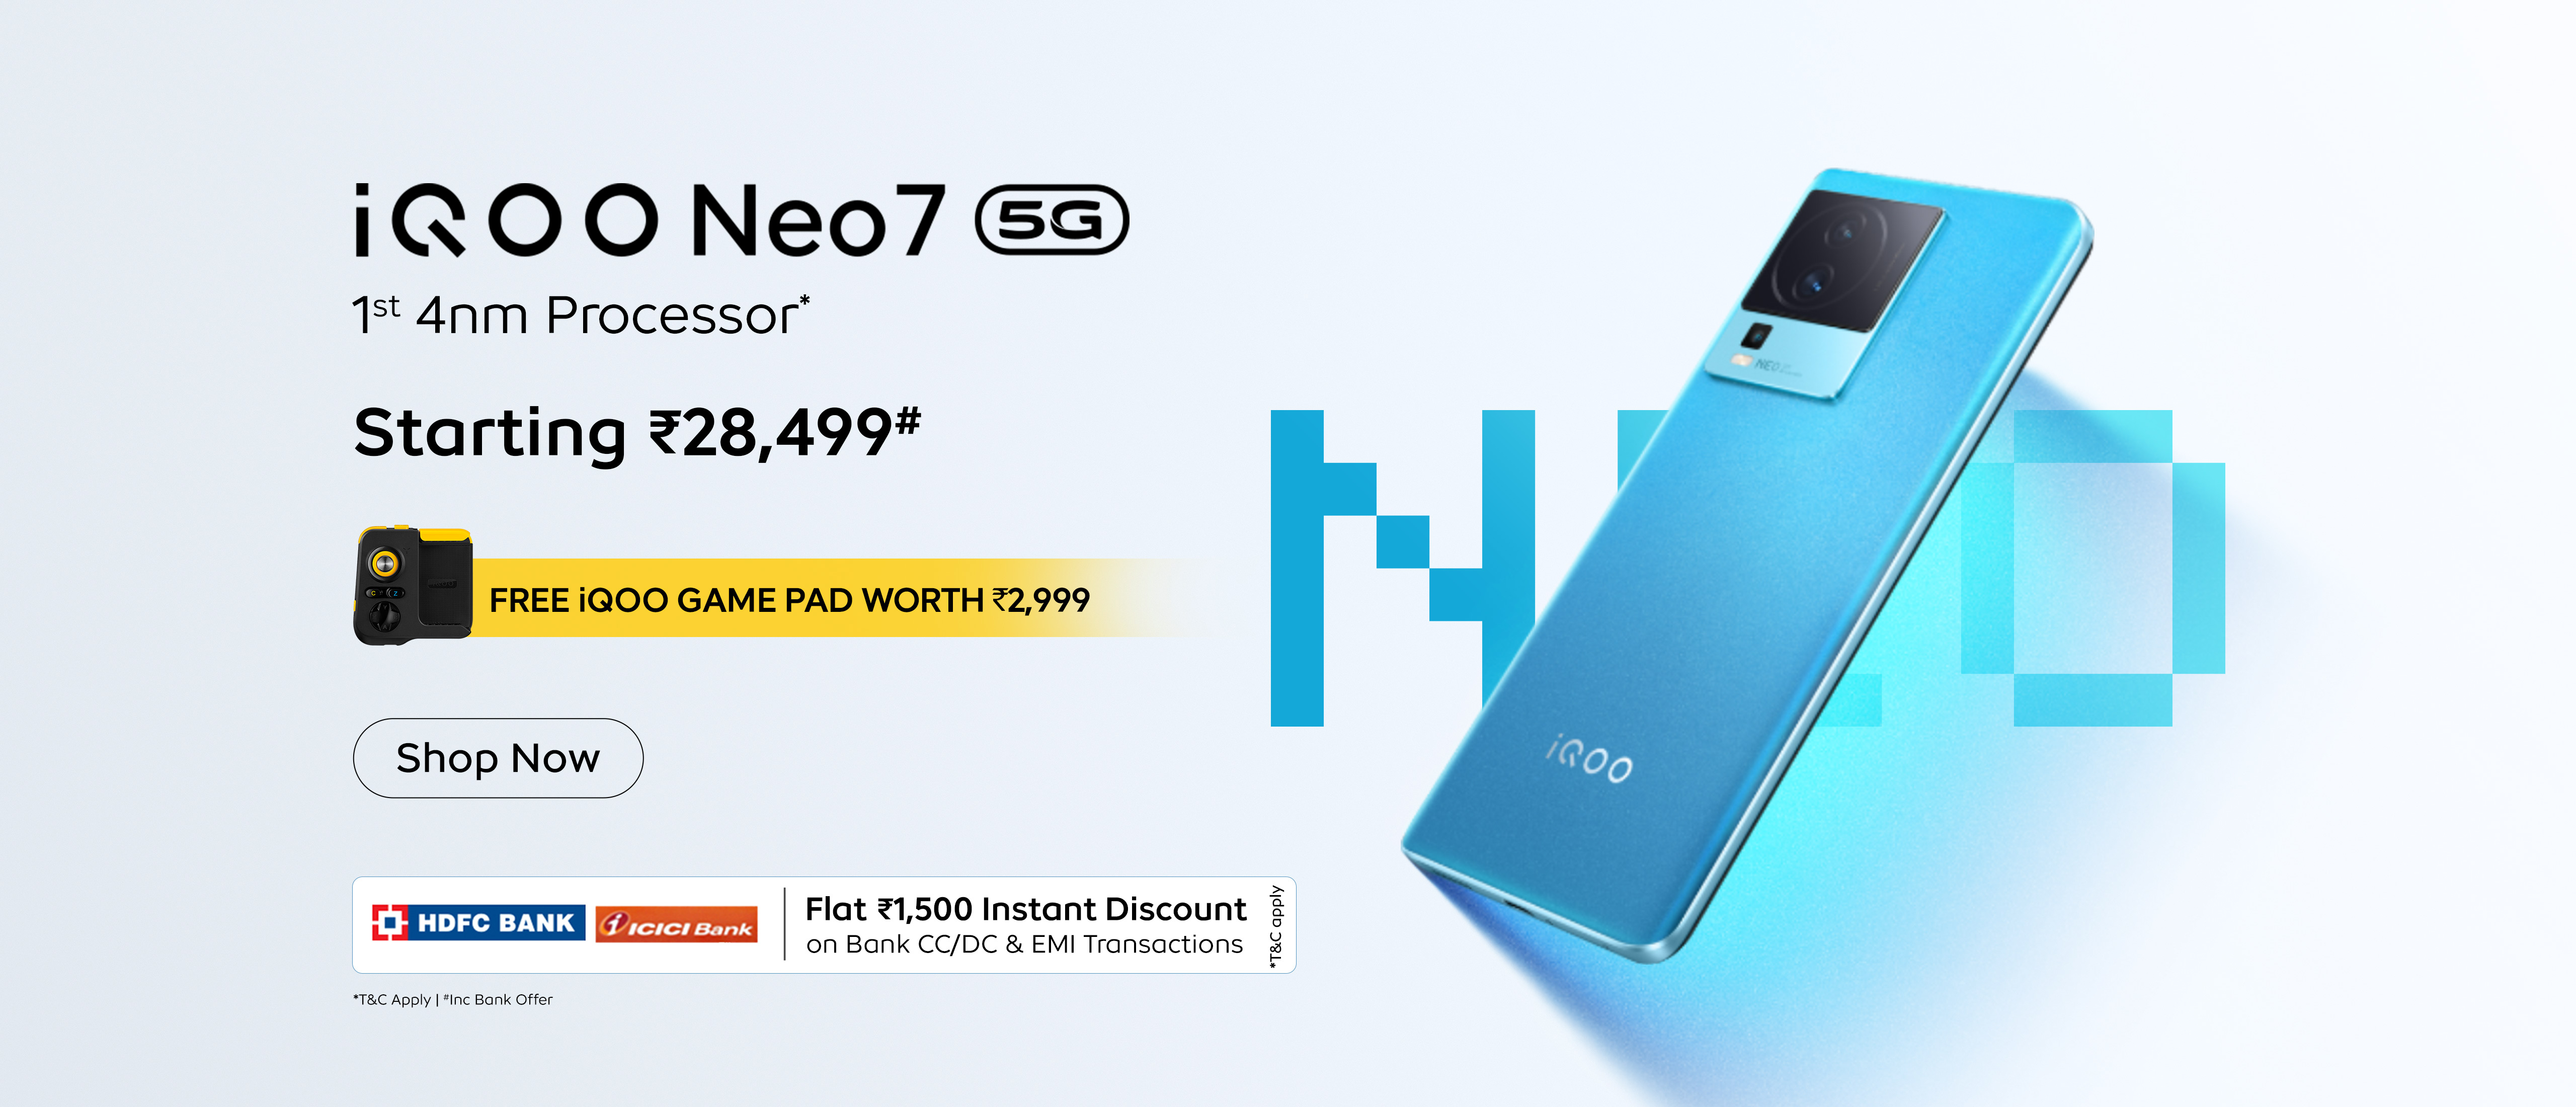 iQOO Neo7 5G
1st 4nm Processor*
Starting ₹28,499#
FREE iQOO GAME PAD WORTH ₹2,999
Shop Now
HDFC BANK
ICICI Bank
Flat ₹1,500 Instant Discount
on Bank CC/DC & EMI Transactions
*T&C apply
*T&C Apply | #Inc Bank Offer
NEO
iQOO